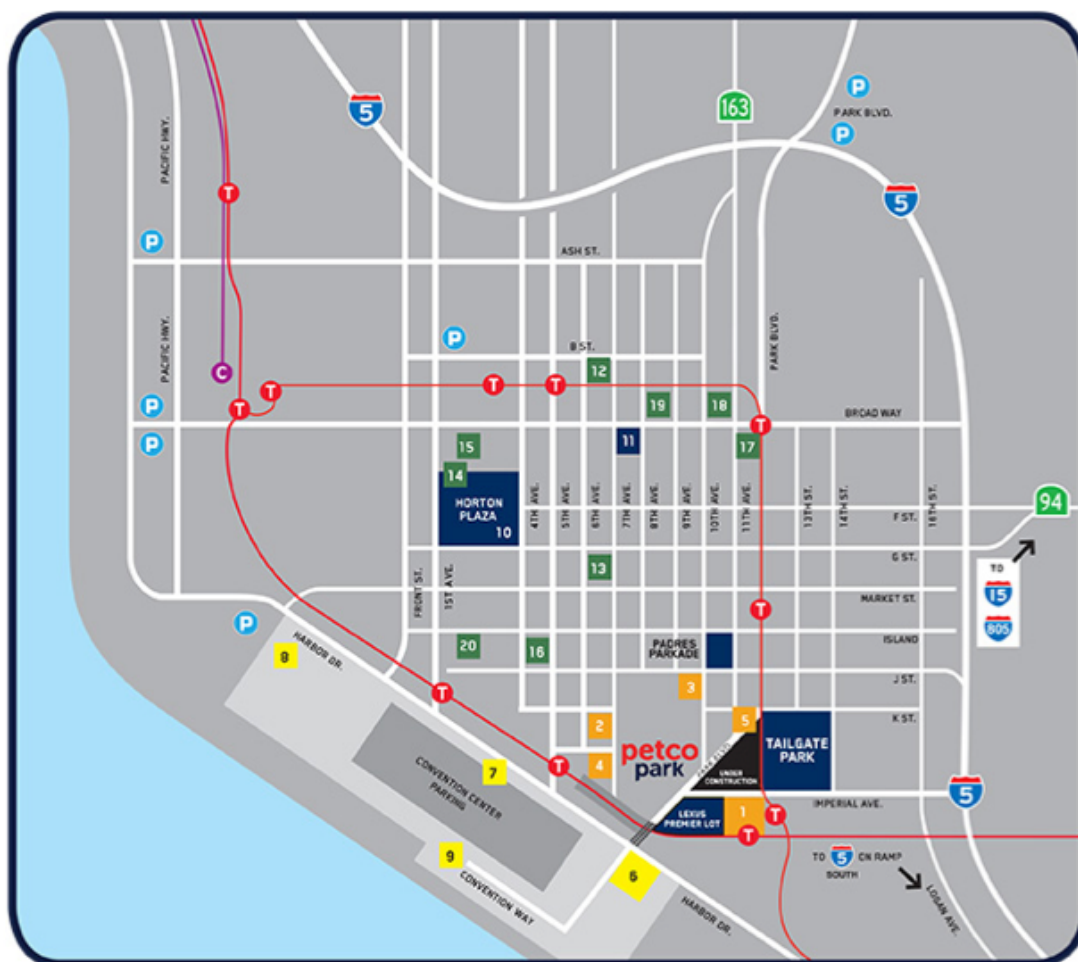 5
163
P
PARK BLVD.
P
PACIFIC HWY.
T
5
P
ASH ST.
PACIFIC HWY.
P
B ST.
PARK BLVD.
C
T
T
T
12
T
P
19
18
BROAD WAY
T
P
15
11
17
14
HORTON
PLAZA
10
4TH AVE.
5TH AVE.
6TH AVE.
7TH AVE.
8TH AVE.
9TH AVE.
10TH AVE.
11TH AVE.
13TH ST.
14TH ST.
16TH ST.
94
F ST.
G ST.
TO
15
805
FRONT ST.
1ST AVE.
13
MARKET ST.
T
P
HARBOR DR.
8
20
16
PADRES
PARKADE
ISLAND
3
J ST.
T
2
5
K ST.
petco
park
PARK BLVD
TAILGATE
PARK
UNDER
CONSTRUCTION
7
T
4
CONVENTION CENTER
PARKING
5
IMPERIAL AVE.
LEXUS
PREMIER LOT
1
T
T
9
CONVENTION WAY
6
HARBOR DR.
TO 5 ON RAMP
SOUTH
LOGAN AVE.